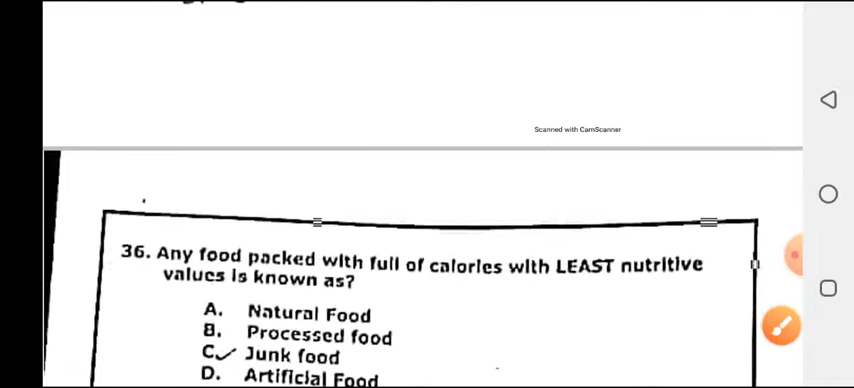 Scanned with CamScanner
36. Any food packed with full of calories with LEAST nutritive
values is known as?
A. Natural Food
B. Processed food
C. Junk food
D. Artificial Food